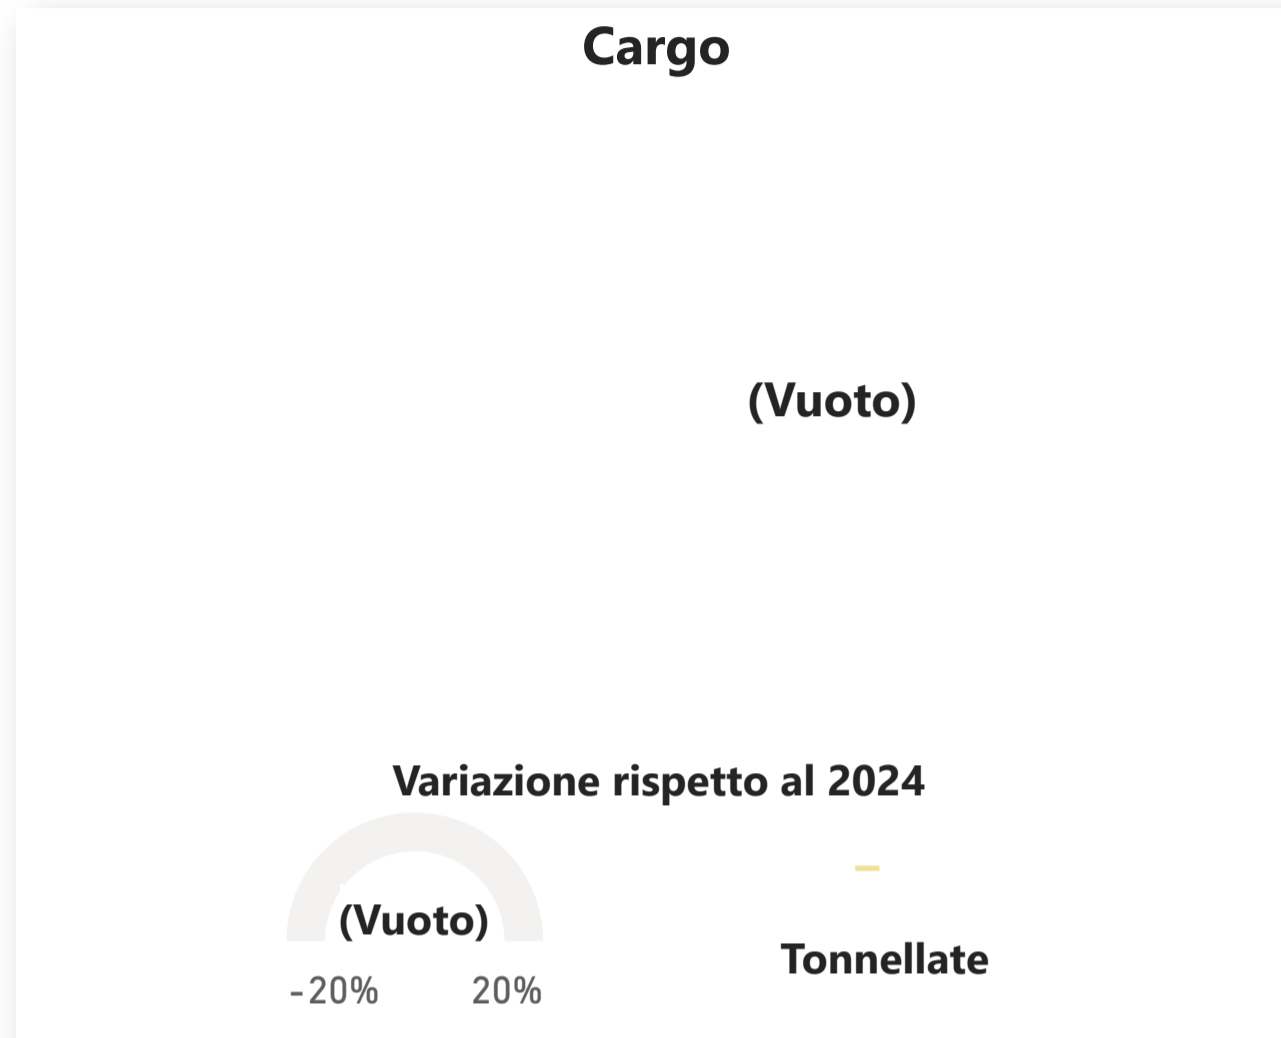 Cargo
(Vuoto)
Variazione rispetto al 2024
–
(Vuoto)
Tonnellate
-20% 20%